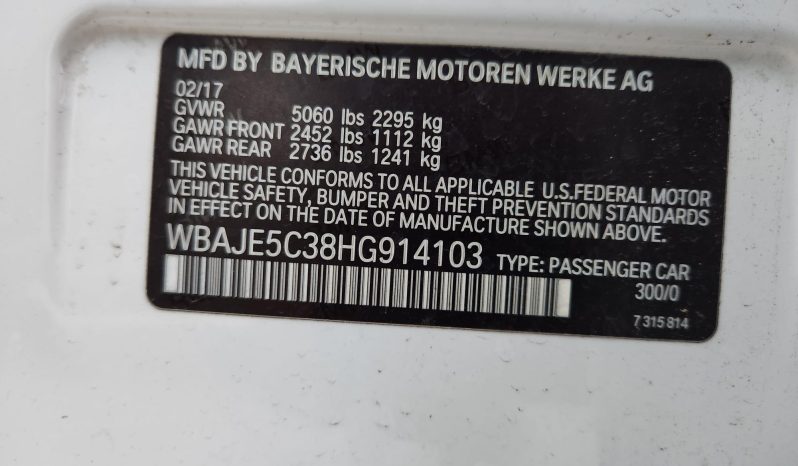 MFD BY BAYERISCHE MOTOREN WERKE AG
02/17
GVWR 5060 lbs 2295 kg
GAWR FRONT 2452 lbs 1112 kg
GAWR REAR 2736 lbs 1241 kg
THIS VEHICLE CONFORMS TO ALL APPLICABLE U.S.FEDERAL MOTOR
VEHICLE SAFETY, BUMPER AND THEFT PREVENTION STANDARDS
IN EFFECT ON THE DATE OF MANUFACTURE SHOWN ABOVE.
WBAJE5C38HG914103 TYPE: PASSENGER CAR
300/0
7 315 814